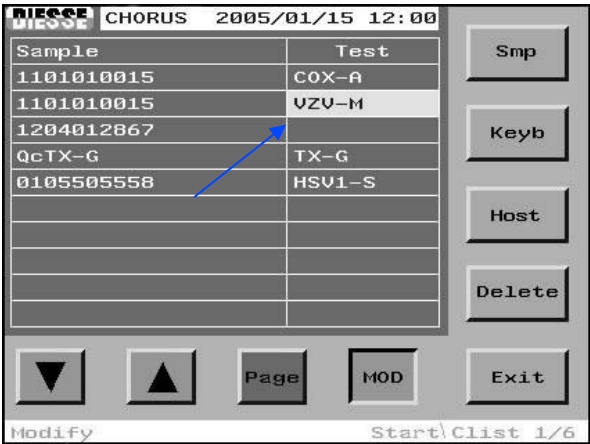 DIESSE CHORUS 2005/01/15 12:00
Sample Test
1101010015 COX-A
1101010015 VZV-M
1204012867
QcTX-G TX-G
0105505558 HSV1-S
Smp
Keyb
Host
Delete
Page MOD Exit
Modify Start\Clist 1/6